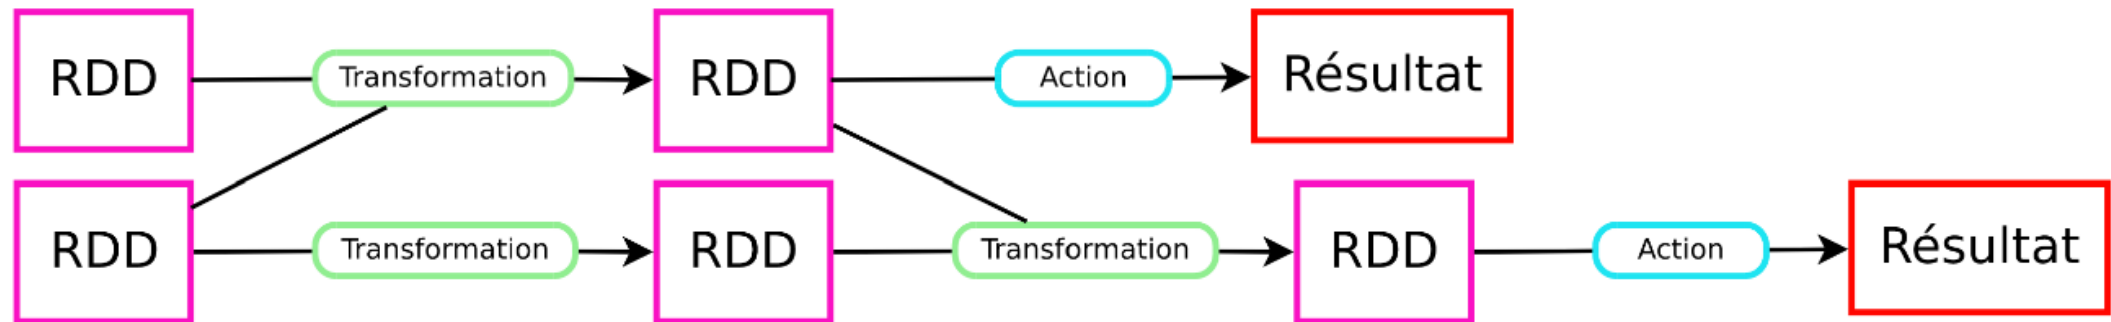 RDD
Transformation
RDD
Action
Résultat
RDD
Transformation
RDD
Transformation
RDD
Action
Résultat